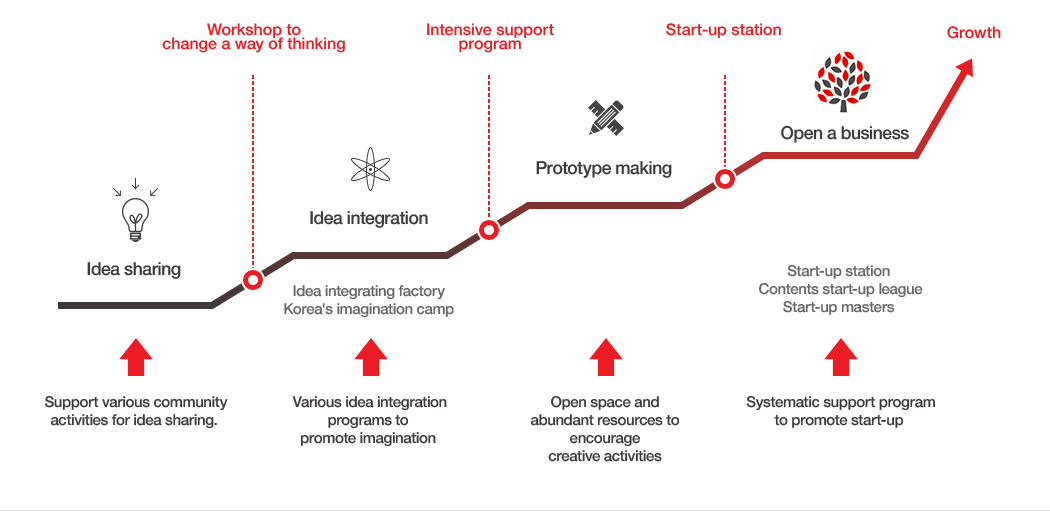 Workshop to
change a way of thinking
Intensive support
program
Start-up station
Growth
Open a business
Prototype making
Idea integration
Idea sharing
Idea integrating factory
Korea's imagination camp
Start-up station
Contents start-up league
Start-up masters
Support various community
activities for idea sharing.
Various idea integration
programs to
promote imagination
Open space and
abundant resources to
encourage
creative activities
Systematic support program
to promote start-up